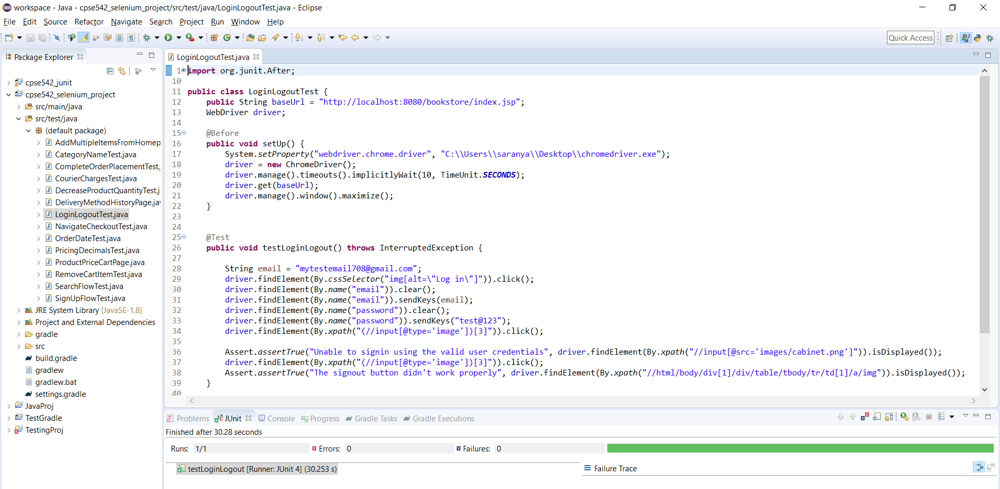 workspace - Java - cpse542_selenium_project/src/test/java/LoginLogoutTest.java - Eclipse
File Edit Source Refactor Navigate Search Project Run Window Help
Quick Access
Package Explorer
cpse542_junit
cpse542_selenium_project
src/main/java
src/test/java
(default package)
AddMultipleItemsFromHomep
CategoryNameTest.java
CompleteOrderPlacementTest.
CourierChargesTest.java
DecreaseProductQuantityTest.j
DeliveryMethodHistoryPage.jav
LoginLogoutTest.java
NavigateCheckoutTest.java
OrderDateTest.java
PricingDecimalsTest.java
ProductPriceCartPage.java
RemoveCartItemTest.java
SearchFlowTest.java
SignUpFlowTest.java
JRE System Library [JavaSE-1.8]
Project and External Dependencies
gradle
src
build.gradle
gradlew
gradlew.bat
settings.gradle
JavaProj
TestGradle
TestingProj
LoginLogoutTest.java
1 import org.junit.After;
10
11 public class LoginLogoutTest {
12 public String baseUrl = "http://localhost:8080/bookstore/index.jsp";
13 WebDriver driver;
14
15 @Before
16 public void setUp() {
17 System.setProperty("webdriver.chrome.driver", "C:\\Users\\saranya\\Desktop\\chromedriver.exe");
18 driver = new ChromeDriver();
19 driver.manage().timeouts().implicitlyWait(10, TimeUnit.SECONDS);
20 driver.get(baseUrl);
21 driver.manage().window().maximize();
22 }
23
24
25 @Test
26 public void testLoginLogout() throws InterruptedException {
27
28 String email = "mytestemail708@gmail.com";
29 driver.findElement(By.cssSelector("img[alt=\"Log in\"]")).click();
30 driver.findElement(By.name("email")).clear();
31 driver.findElement(By.name("email")).sendKeys(email);
32 driver.findElement(By.name("password")).clear();
33 driver.findElement(By.name("password")).sendKeys("test@123");
34 driver.findElement(By.xpath("(//input[@type='image'])[3]")).click();
35
36 Assert.assertTrue("Unable to signin using the valid user credentials", driver.findElement(By.xpath("//input[@src='images/cabinet.png']")).isDisplayed());
37 driver.findElement(By.xpath("(//input[@type='image'])[3]")).click();
38 Assert.assertTrue("The signout button didn't work properly", driver.findElement(By.xpath("//html/body/div[1]/div/table/tbody/tr/td[1]/a/img")).isDisplayed());
39 }
40
Problems JUnit Console Progress Gradle Tasks Gradle Executions
Finished after 30.28 seconds
Runs: 1/1 Errors: 0 Failures: 0
testLoginLogout [Runner: JUnit 4] (30.253 s)
Failure Trace